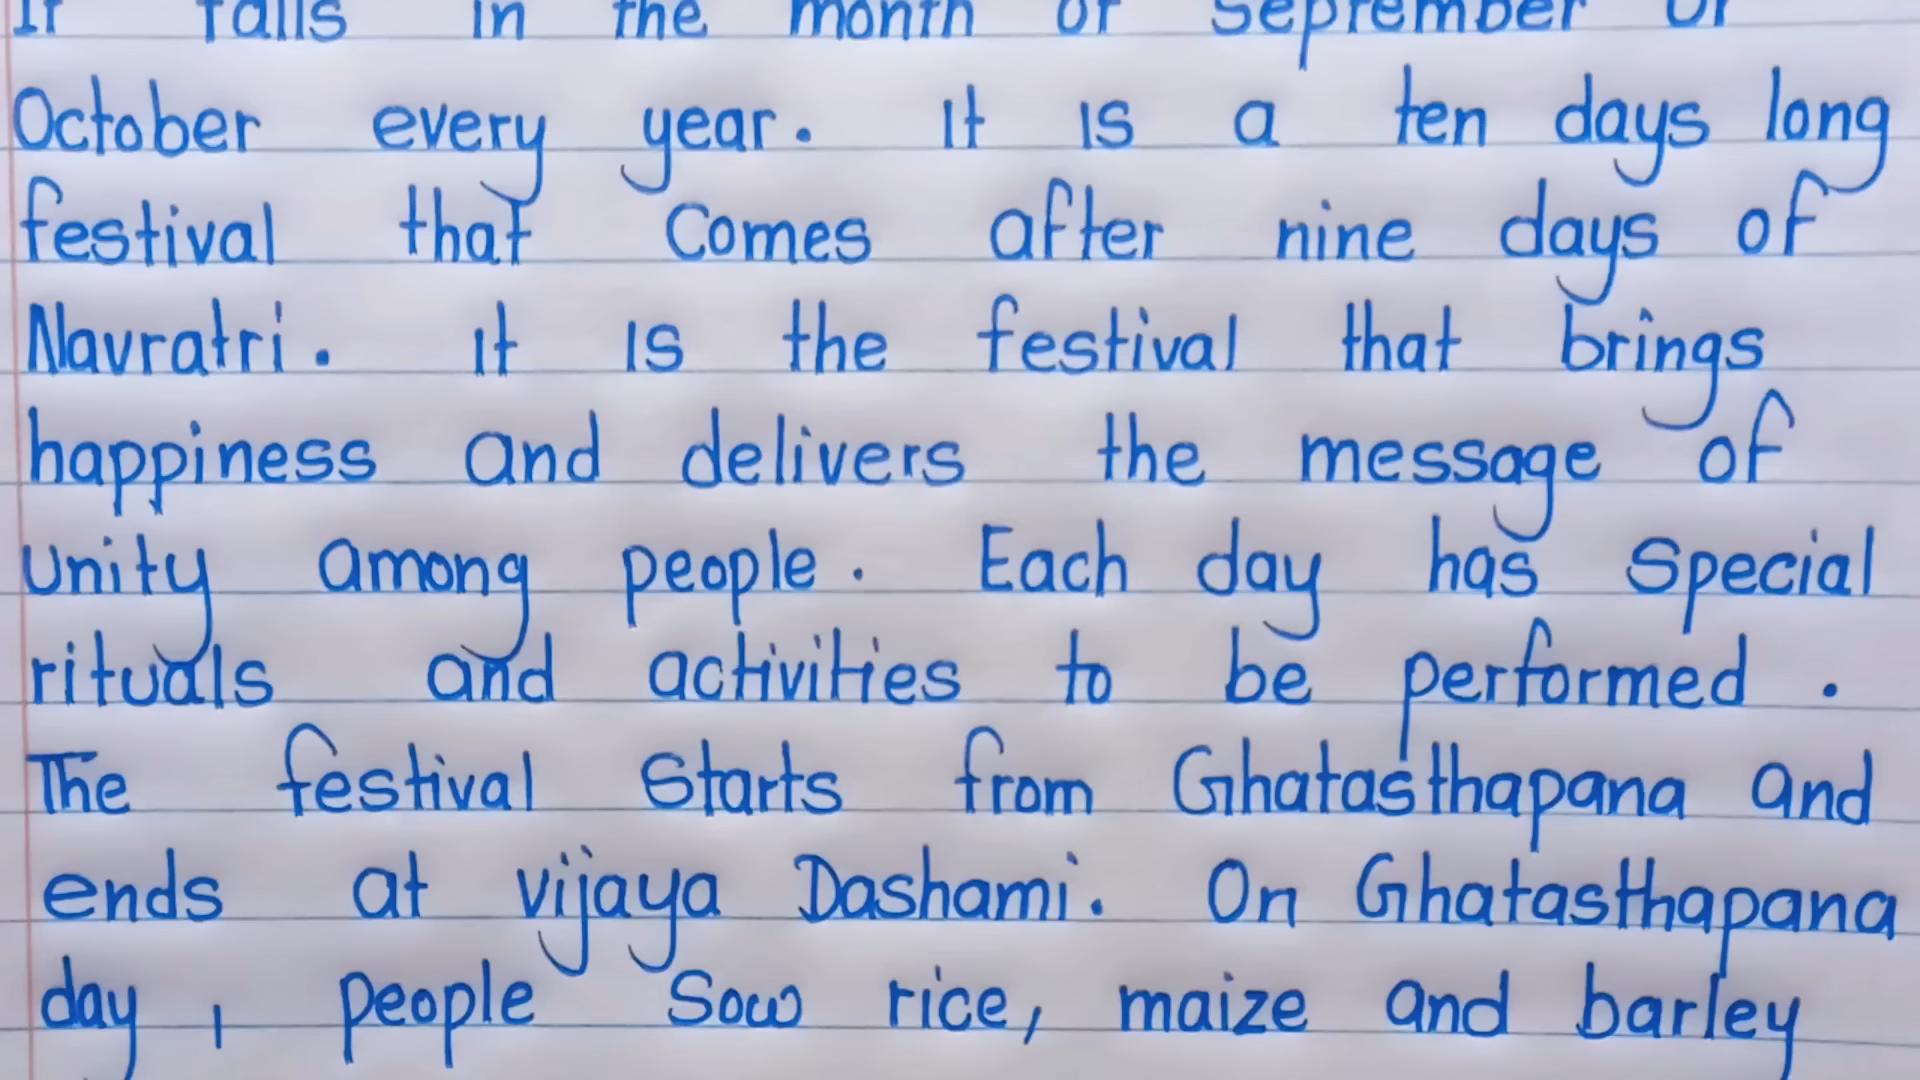 It falls in the month of September or
October every year. It is a ten days long
festival that Comes after nine days of
Navratri. It is the festival that brings
happiness and delivers the message of
Unity among people. Each day has Special
rituals and activities to be performed.
The festival Starts from Ghatasthapana and
ends at vijaya Dashami. On Ghatasthapana
day, people Sow rice, maize and barley